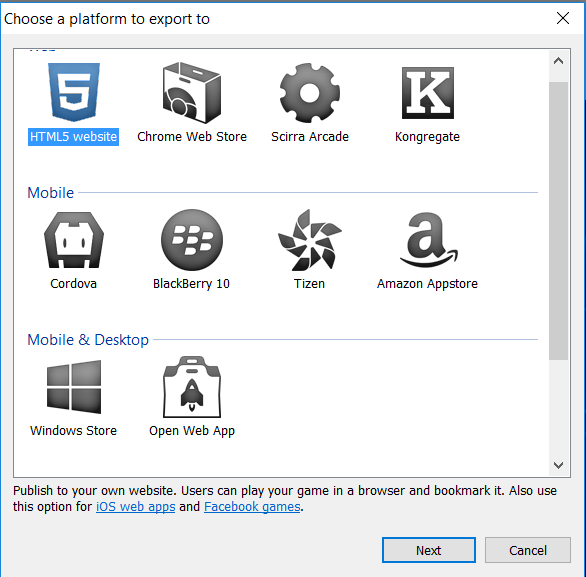 Choose a platform to export to
Web
HTML5 website
Chrome Web Store
Scirra Arcade
Kongregate
Mobile
Cordova
BlackBerry 10
Tizen
Amazon Appstore
Mobile & Desktop
Windows Store
Open Web App
Publish to your own website. Users can play your game in a browser and bookmark it. Also use
this option for iOS web apps and Facebook games.
Next
Cancel